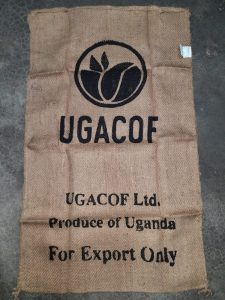 UGACOF
UGACOF Ltd.
Produce of Uganda
For Export Only